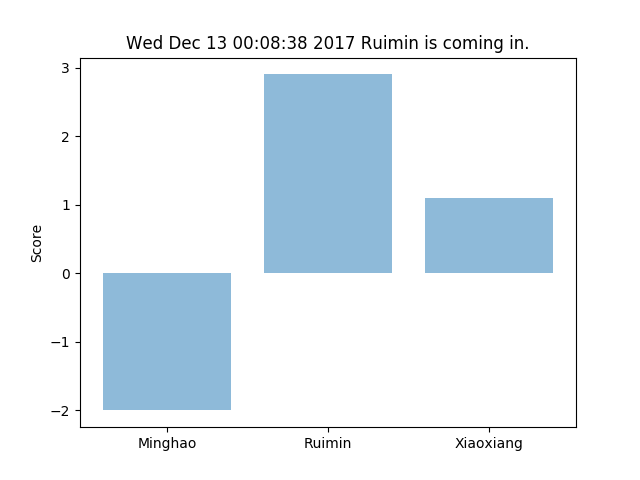 Wed Dec 13 00:08:38 2017 Ruimin is coming in.
3
2
1
0
−1
−2
Score
Minghao Ruimin Xiaoxiang